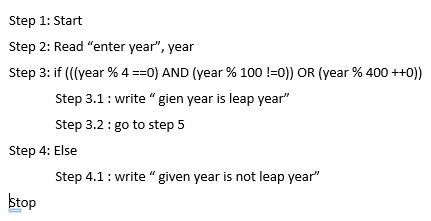 Step 1: Start
Step 2: Read “enter year”, year
Step 3: if (((year % 4 ==0) AND (year % 100 !=0)) OR (year % 400 ++0))
Step 3.1 : write “ gien year is leap year”
Step 3.2 : go to step 5
Step 4: Else
Step 4.1 : write “ given year is not leap year”
Stop